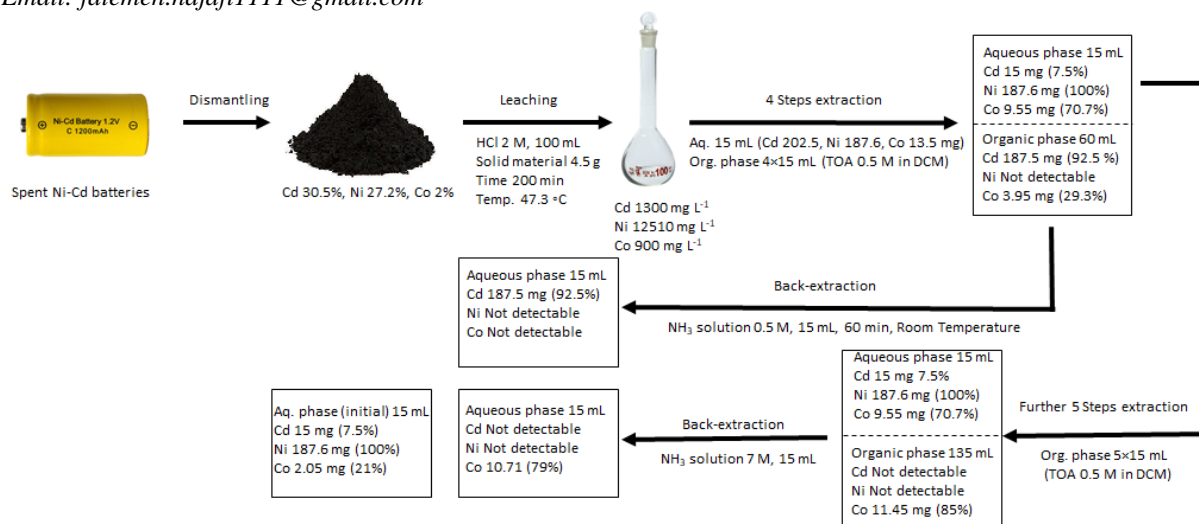 Email: fatemeh.najafi1111@gmail.com
Ni-Cd Battery 1.2V
C 1200mAh
Spent Ni-Cd batteries
Dismantling
Cd 30.5%, Ni 27.2%, Co 2%
Leaching
HCl 2 M, 100 mL
Solid material 4.5 g
Time 200 min
Temp. 47.3 °C
Cd 1300 mg L⁻¹
Ni 12510 mg L⁻¹
Co 900 mg L⁻¹
4 Steps extraction
Aq. 15 mL (Cd 202.5, Ni 187.6, Co 13.5 mg)
Org. phase 4×15 mL (TOA 0.5 M in DCM)
Aqueous phase 15 mL
Cd 15 mg (7.5%)
Ni 187.6 mg (100%)
Co 9.55 mg (70.7%)
Organic phase 60 mL
Cd 187.5 mg (92.5 %)
Ni Not detectable
Co 3.95 mg (29.3%)
Back-extraction
NH₃ solution 0.5 M, 15 mL, 60 min, Room Temperature
Aqueous phase 15 mL
Cd 187.5 mg (92.5%)
Ni Not detectable
Co Not detectable
Further 5 Steps extraction
Org. phase 5×15 mL
(TOA 0.5 M in DCM)
Aqueous phase 15 mL
Cd 15 mg 7.5%
Ni 187.6 mg (100%)
Co 9.55 mg (70.7%)
Organic phase 135 mL
Cd Not detectable
Ni Not detectable
Co 11.45 mg (85%)
Back-extraction
NH₃ solution 7 M, 15 mL
Aqueous phase 15 mL
Cd Not detectable
Ni Not detectable
Co 10.71 (79%)
Aq. phase (initial) 15 mL
Cd 15 mg (7.5%)
Ni 187.6 mg (100%)
Co 2.05 mg (21%)